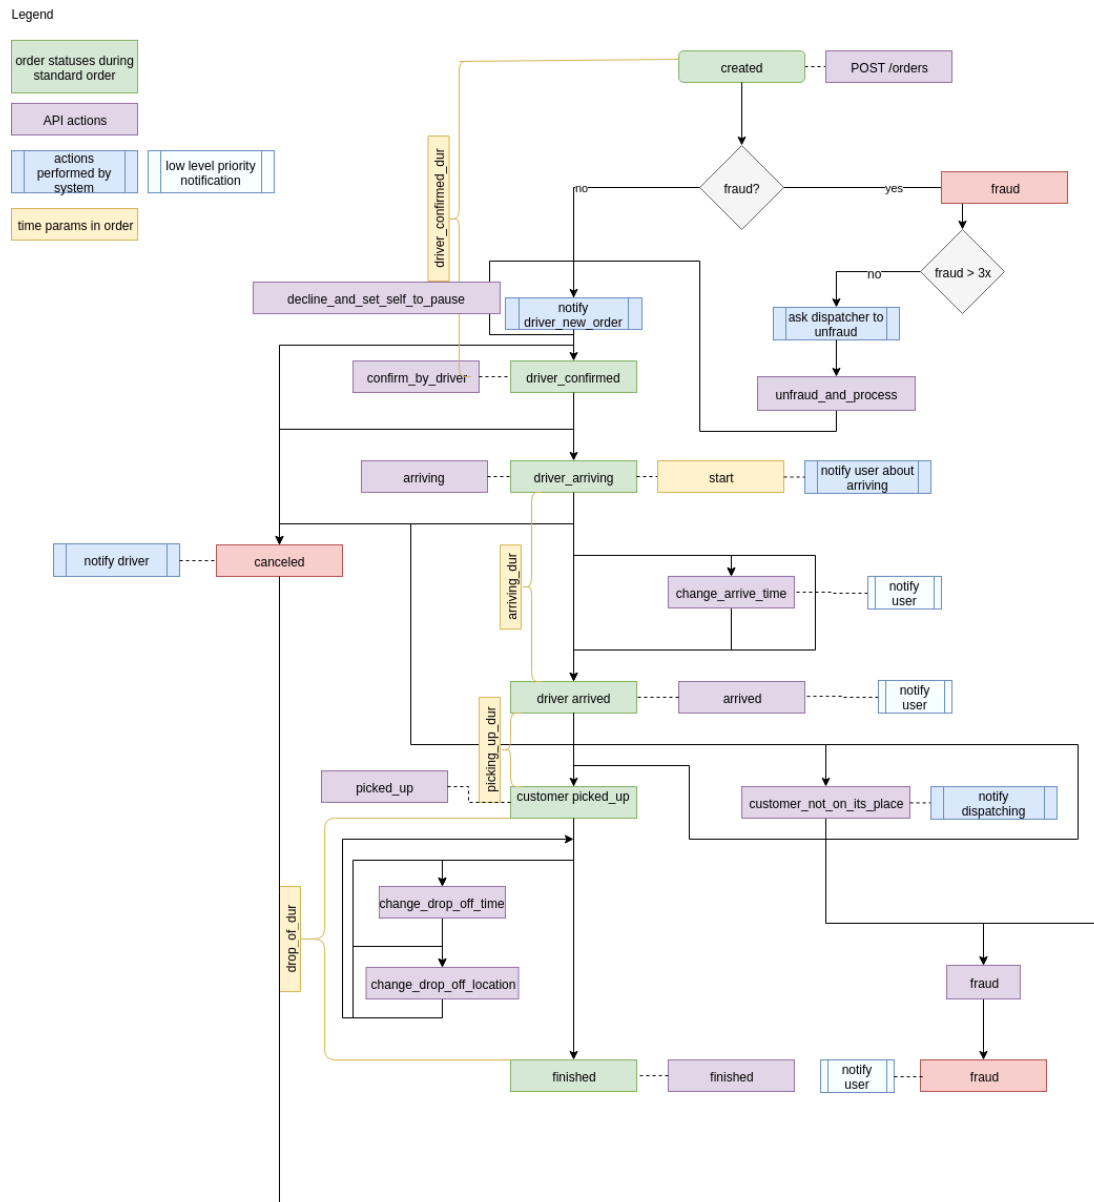 Legend
order statuses during
standard order
API actions
actions
performed by
system
low level priority
notification
time params in order
created
POST /orders
driver_confirmed_dur
fraud?
no
yes
fraud
fraud > 3x
no
decline_and_set_self_to_pause
notify
driver_new_order
ask dispatcher to
unfraud
confirm_by_driver
driver_confirmed
unfraud_and_process
arriving
driver_arriving
start
notify user about
arriving
notify driver
canceled
arriving_dur
change_arrive_time
notify
user
driver arrived
arrived
notify
user
picking_up_dur
picked_up
customer picked_up
customer_not_on_its_place
notify
dispatching
drop_of_dur
change_drop_off_time
change_drop_off_location
fraud
finished
finished
notify
user
fraud